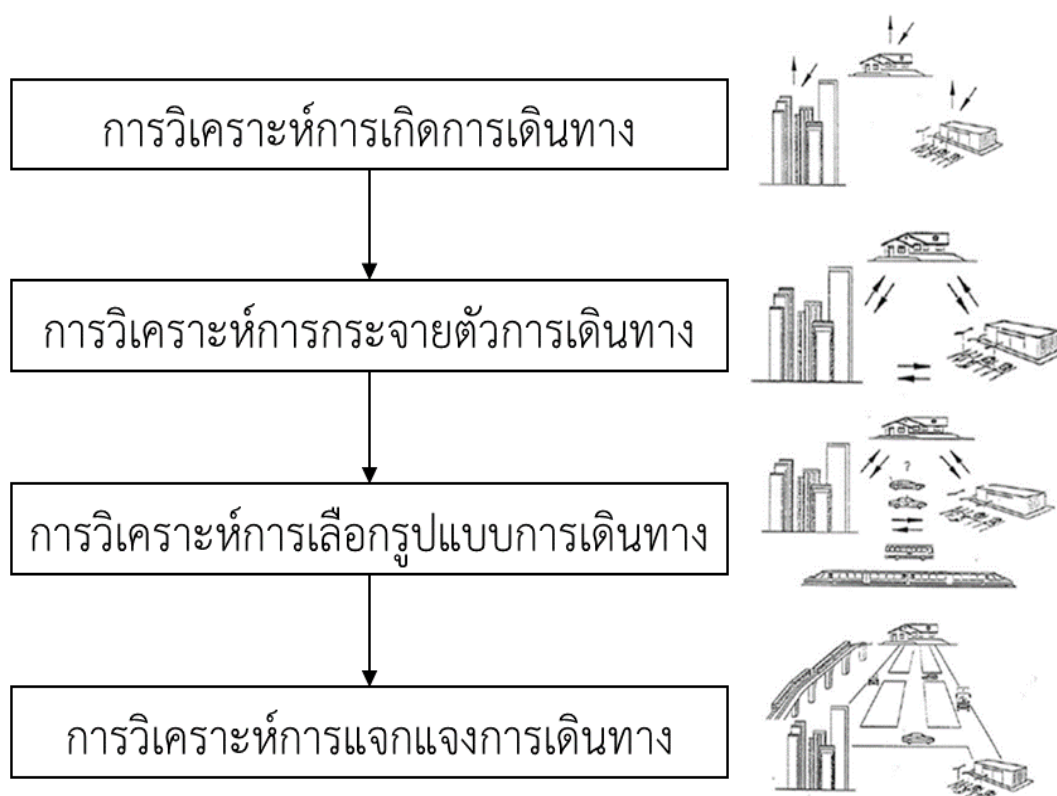 การวิเคราะห์การเกิดการเดินทาง
การวิเคราะห์การกระจายตัวการเดินทาง
การวิเคราะห์การเลือกรูปแบบการเดินทาง
?
การวิเคราะห์การแจกแจงการเดินทาง